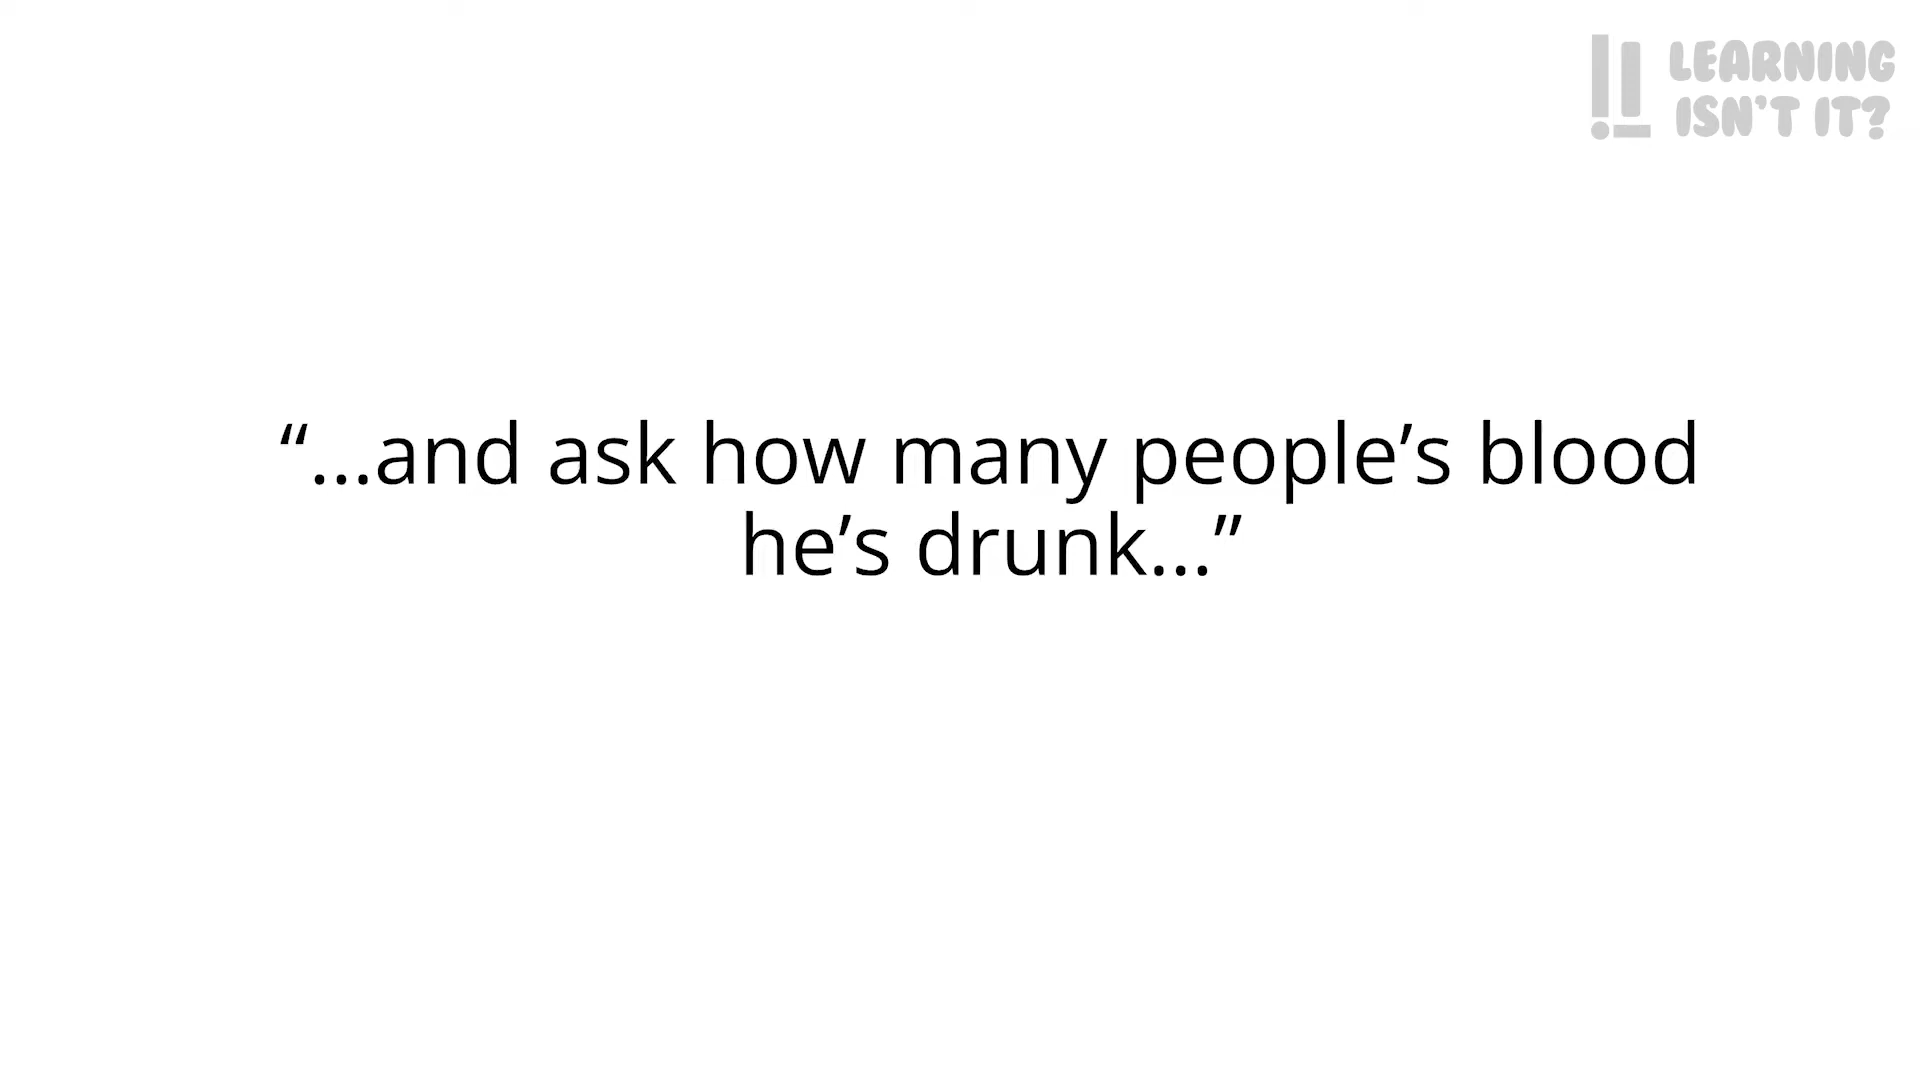 LEARNING
ISN'T IT?
“...and ask how many people’s blood
he’s drunk...”